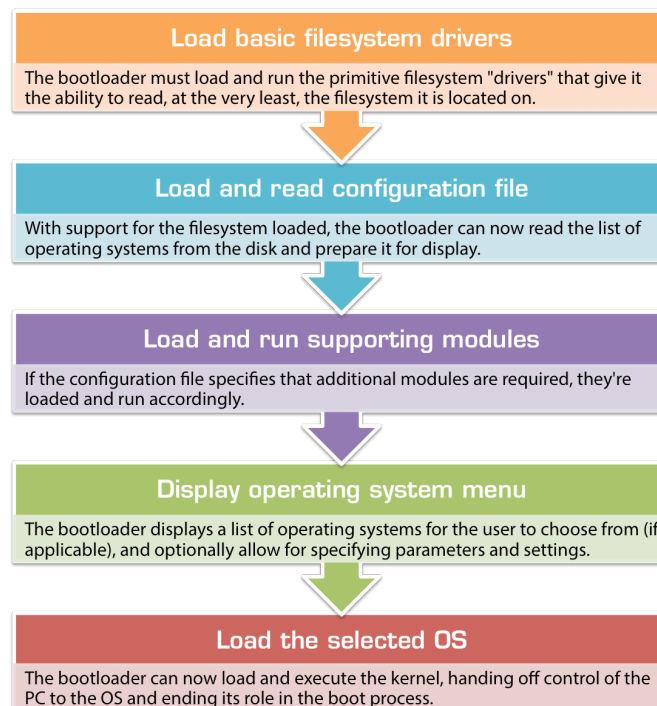 Load basic filesystem drivers
The bootloader must load and run the primitive filesystem "drivers" that give it
the ability to read, at the very least, the filesystem it is located on.
Load and read configuration file
With support for the filesystem loaded, the bootloader can now read the list of
operating systems from the disk and prepare it for display.
Load and run supporting modules
If the configuration file specifies that additional modules are required, they're
loaded and run accordingly.
Display operating system menu
The bootloader displays a list of operating systems for the user to choose from (if
applicable), and optionally allow for specifying parameters and settings.
Load the selected OS
The bootloader can now load and execute the kernel, handing off control of the
PC to the OS and ending its role in the boot process.